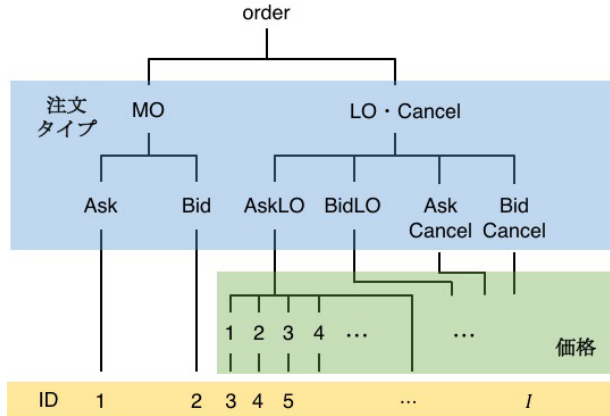 order
注文
タイプ
MO
LO・Cancel
Ask
Bid
AskLO
BidLO
Ask
Cancel
Bid
Cancel
1 2 3 4 … …
価格
ID 1 2 3 4 5 … I